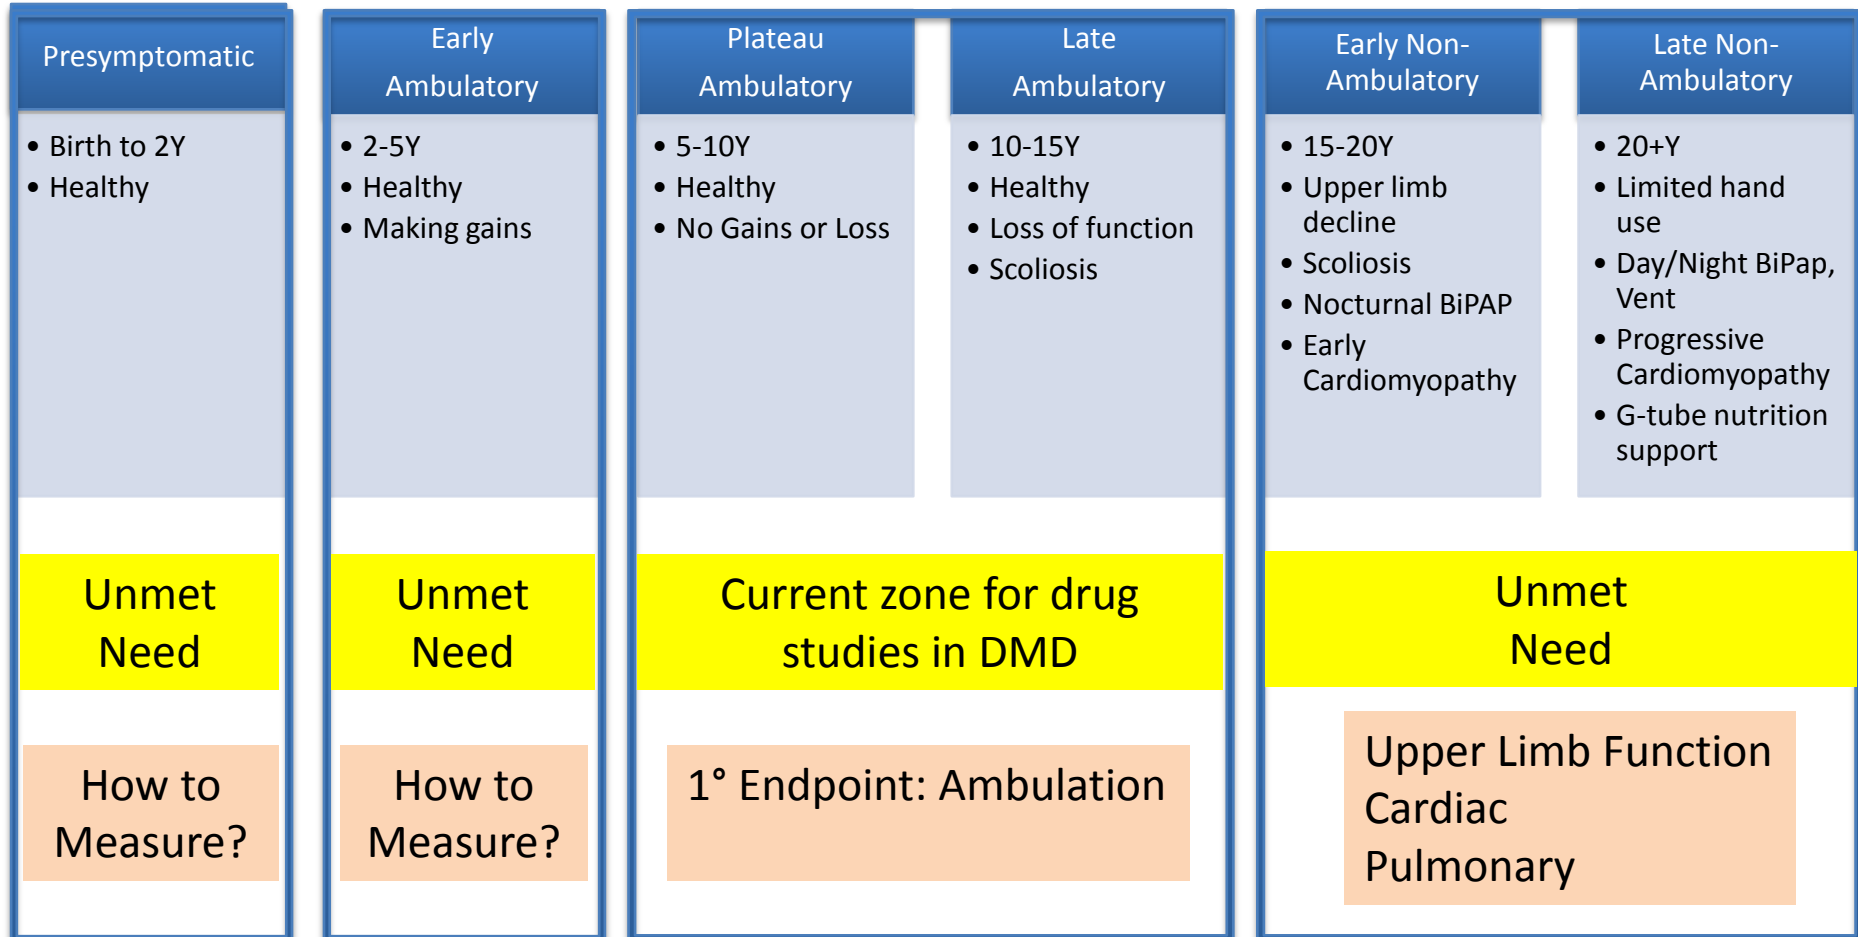 Presymptomatic
• Birth to 2Y
• Healthy
Unmet
Need
How to
Measure?
Early
Ambulatory
• 2-5Y
• Healthy
• Making gains
Unmet
Need
How to
Measure?
Plateau
Ambulatory
• 5-10Y
• Healthy
• No Gains or Loss
Late
Ambulatory
• 10-15Y
• Healthy
• Loss of function
• Scoliosis
Current zone for drug
studies in DMD
1° Endpoint: Ambulation
Early Non-
Ambulatory
• 15-20Y
• Upper limb
decline
• Scoliosis
• Nocturnal BiPAP
• Early
Cardiomyopathy
Late Non-
Ambulatory
• 20+Y
• Limited hand
use
• Day/Night BiPap,
Vent
• Progressive
Cardiomyopathy
• G-tube nutrition
support
Unmet
Need
Upper Limb Function
Cardiac
Pulmonary